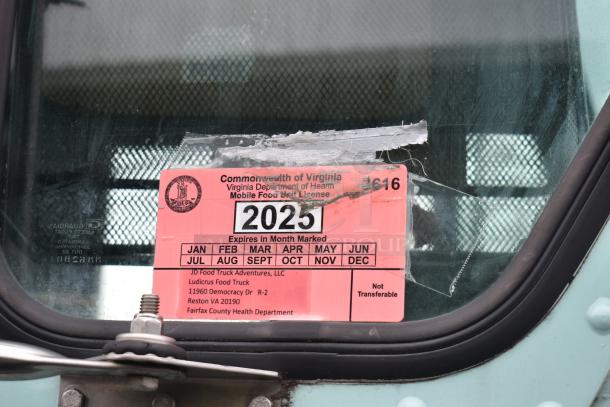 Commonwealth of Virginia
Virginia Department of Health
Mobile Food Unit License
2025
Expires In Month Marked
JAN FEB MAR APR MAY JUN
JUL AUG SEPT OCT NOV DEC
JD Food Truck Adventures, LLC
Ludicrus Food Truck
11960 Democracy Dr R-2
Reston VA 20190
Fairfax County Health Department
Not
Transferable